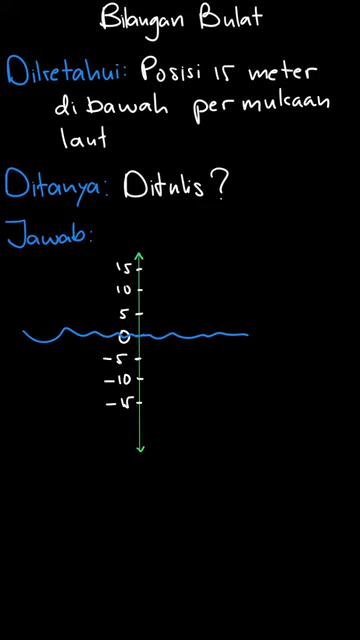 Bilangan Bulat
Diketahui: Posisi 15 meter
di bawah permukaan
laut
Ditanya: Ditulis?
Jawab:
15
10
5
0
-5
-10
-15